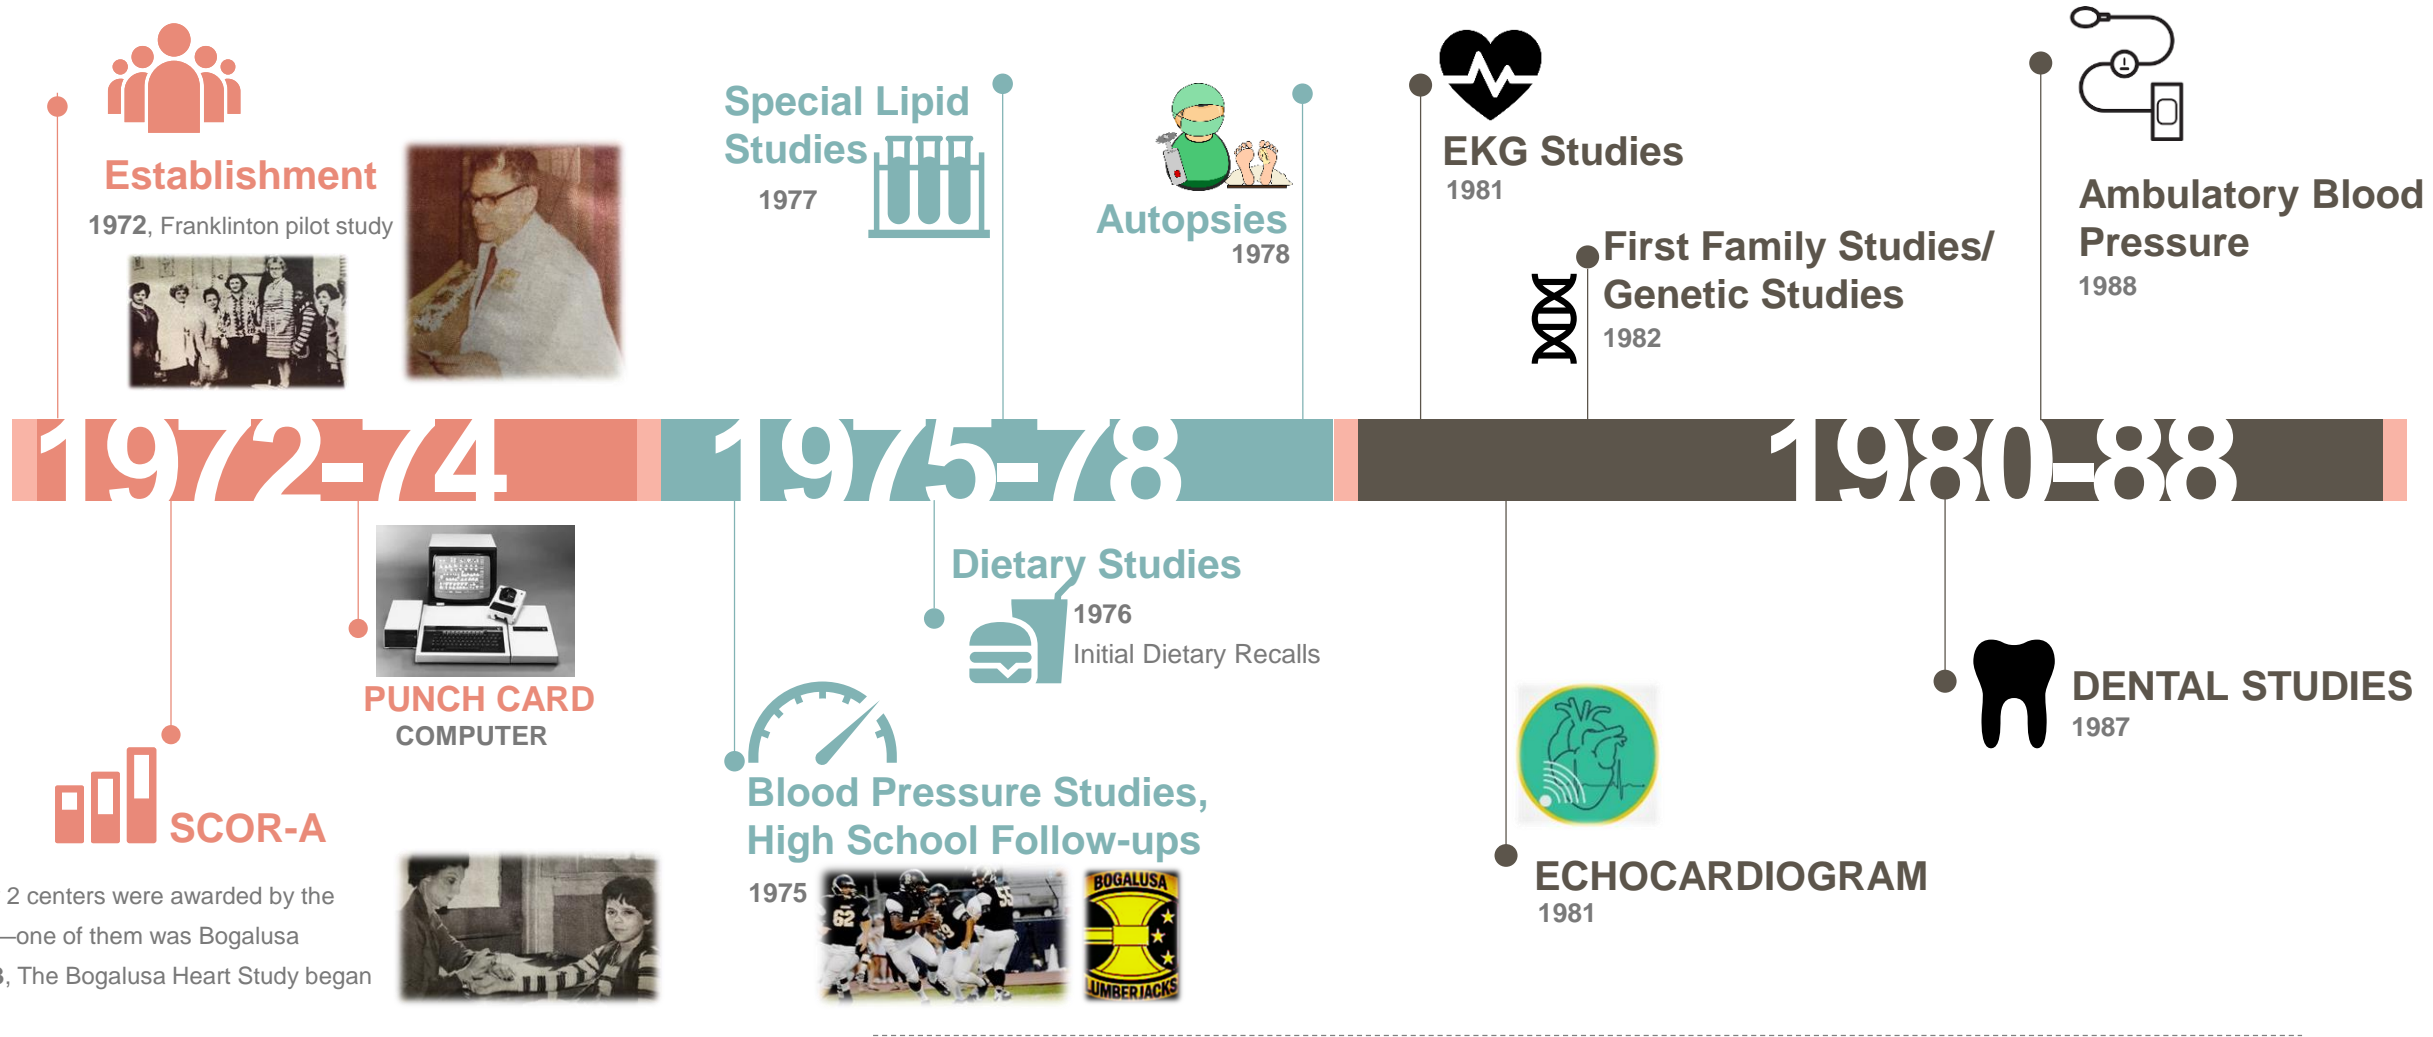 Establishment
1972, Franklinton pilot study
Special Lipid
Studies
1977
Autopsies
1978
EKG Studies
1981
First Family Studies/
Genetic Studies
1982
Ambulatory Blood
Pressure
1988
1972-74
1975-78
1980-88
PUNCH CARD
COMPUTER
SCOR-A
2 centers were awarded by the
—one of them was Bogalusa
, The Bogalusa Heart Study began
Dietary Studies
1976
Initial Dietary Recalls
Blood Pressure Studies,
High School Follow-ups
1975
62
55
BOGALUSA
LUMBERJACKS
ECHOCARDIOGRAM
1981
DENTAL STUDIES
1987